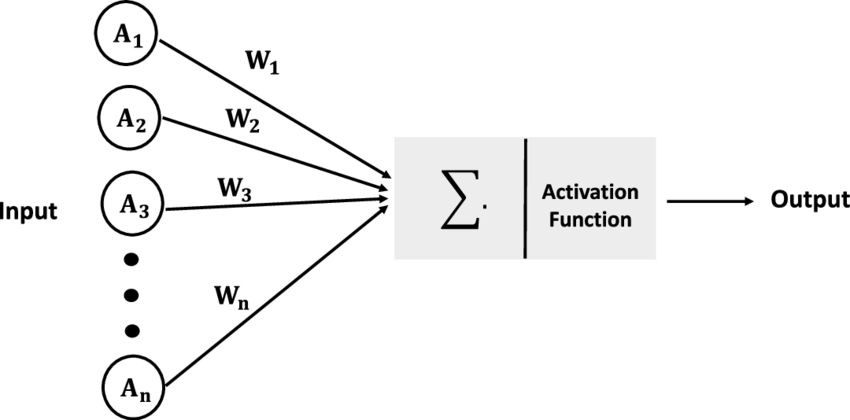 A₁
W₁
A₂
W₂
Input
A₃
W₃
∑.
Activation
Function
Output
Wₙ
Aₙ